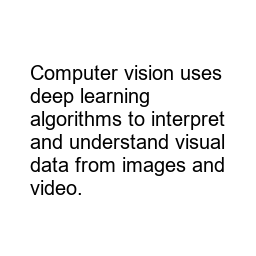 Computer vision uses
deep learning
algorithms to interpret
and understand visual
data from images and
video.